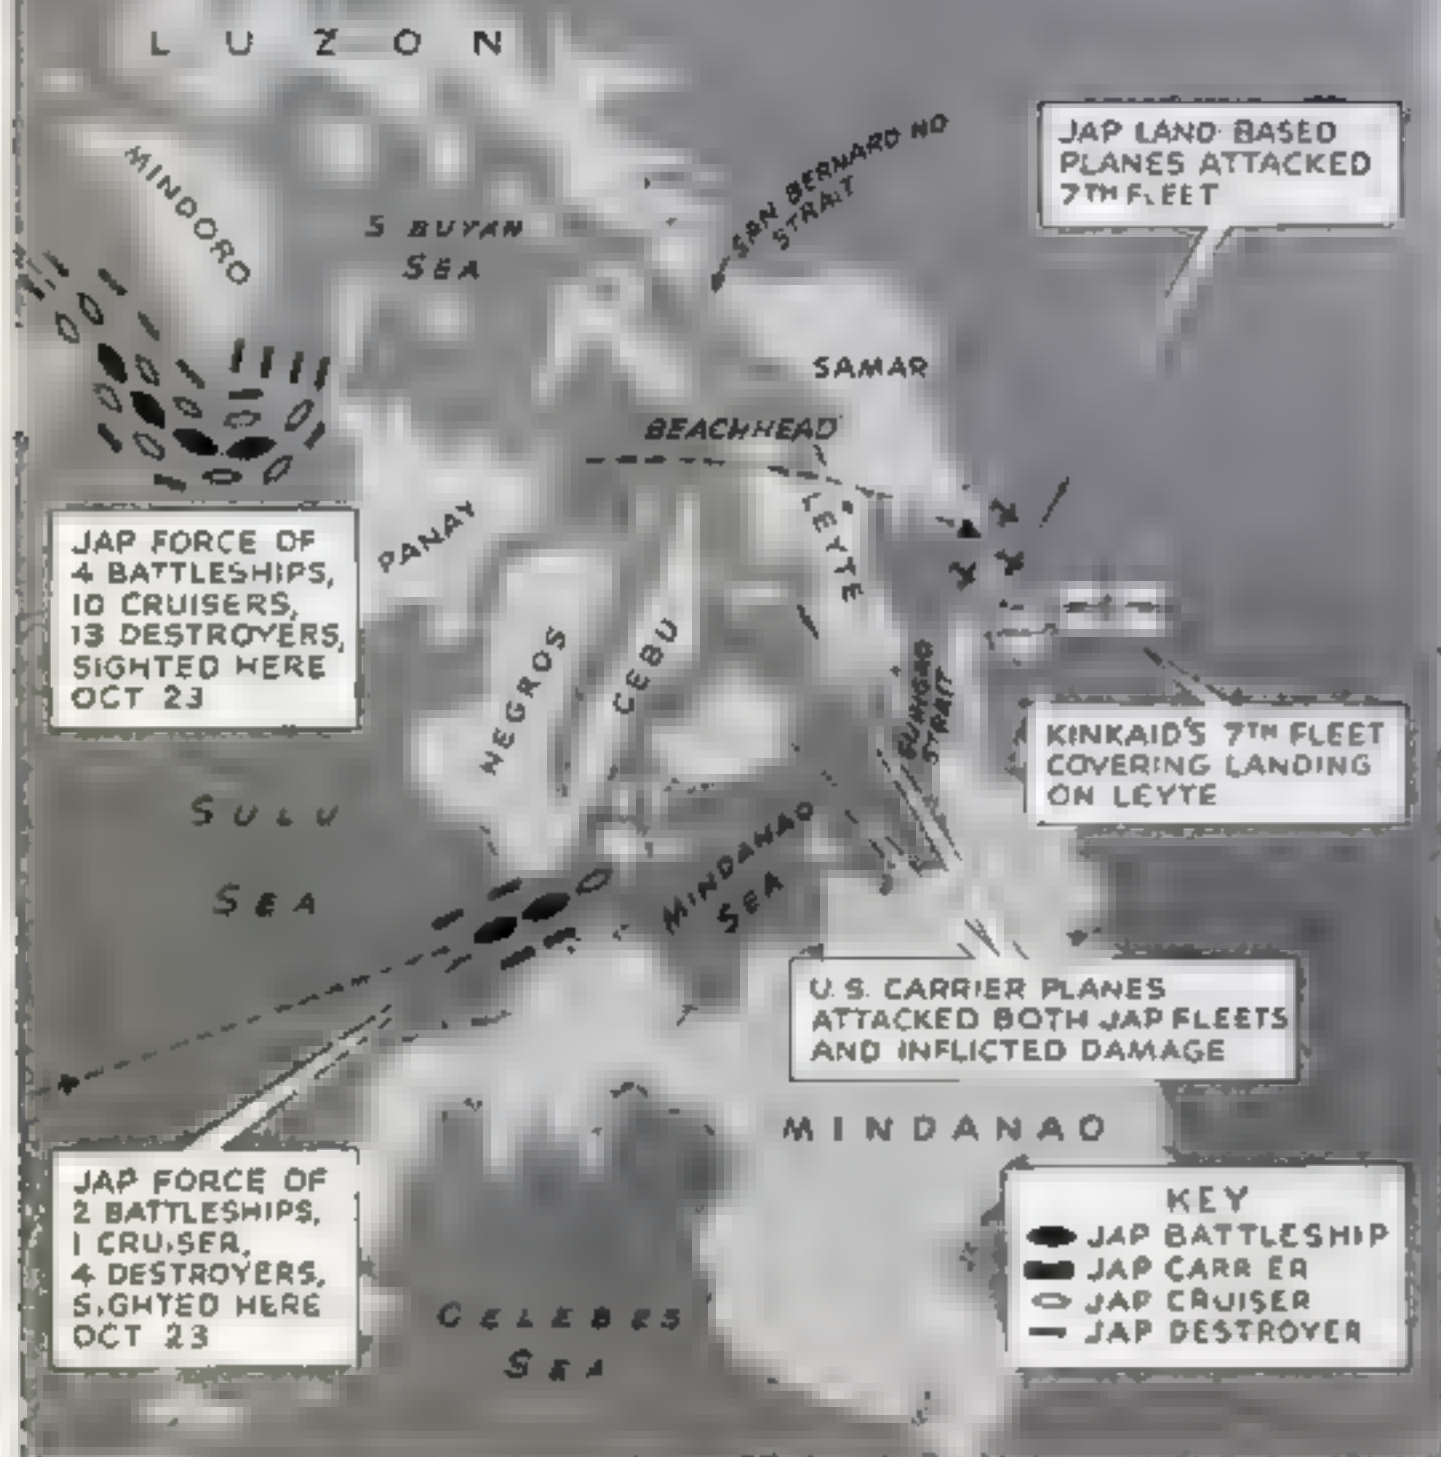 LUZON
MINDORO
SAN BERNARD NO
STRAIT
JAP LAND BASED
PLANES ATTACKED
7TH FLEET
S BUYAN
SEA
SAMAR
BEACHHEAD
LEYTE
PANAY
JAP FORCE OF
4 BATTLESHIPS,
10 CRUISERS,
13 DESTROYERS,
SIGHTED HERE
OCT 23
NEGROS
CEBU
STRAIT
KINKAID'S 7TH FLEET
COVERING LANDING
ON LEYTE
SULU
SEA
MINDANAO
SEA
U.S. CARRIER PLANES
ATTACKED BOTH JAP FLEETS
AND INFLICTED DAMAGE
MINDANAO
JAP FORCE OF
2 BATTLESHIPS,
1 CRUISER,
4 DESTROYERS,
SIGHTED HERE
OCT 23
CELEBES
SEA
KEY
JAP BATTLESHIP
JAP CARR ER
JAP CRUISER
JAP DESTROYER